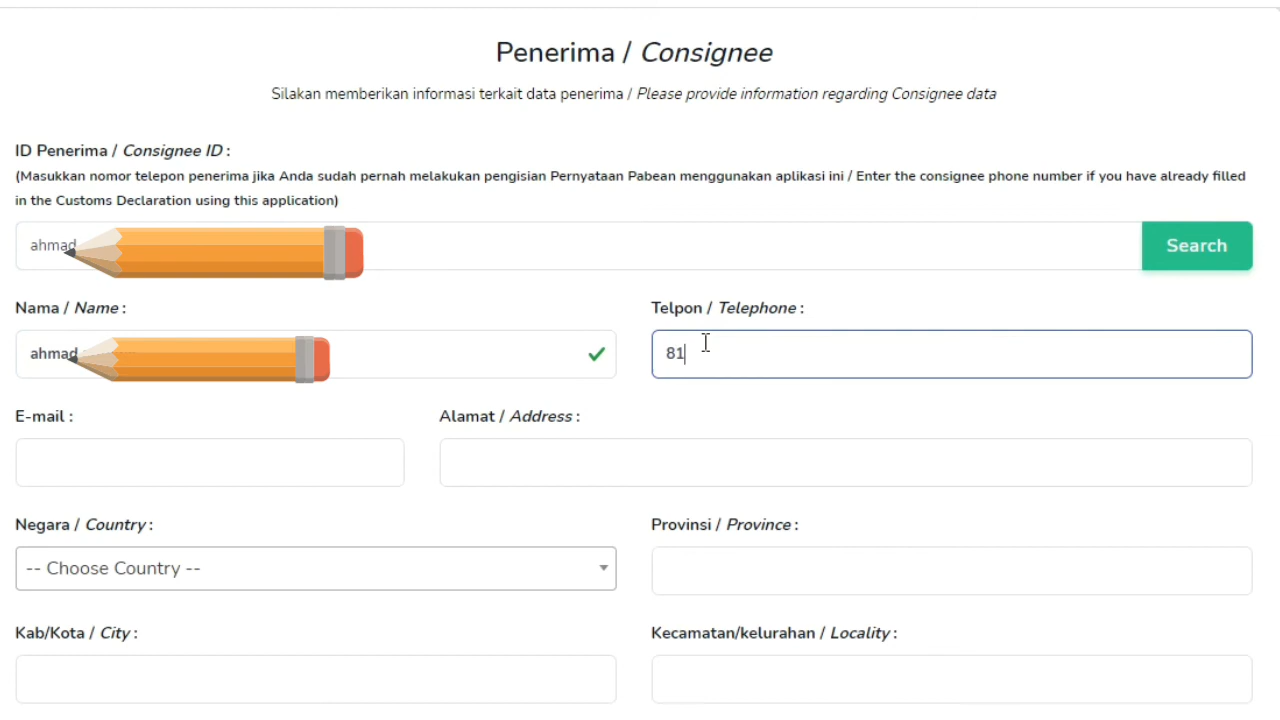 Penerima / Consignee
Silakan memberikan informasi terkait data penerima / Please provide information regarding Consignee data
ID Penerima / Consignee ID :
(Masukkan nomor telepon penerima jika Anda sudah pernah melakukan pengisian Pernyataan Pabean menggunakan aplikasi ini / Enter the consignee phone number if you have already filled
in the Customs Declaration using this application)
ahmad Search
Nama / Name : Telpon / Telephone :
ahmad 81
E-mail : Alamat / Address :
Negara / Country : Provinsi / Province :
-- Choose Country --
Kab/Kota / City : Kecamatan/kelurahan / Locality :